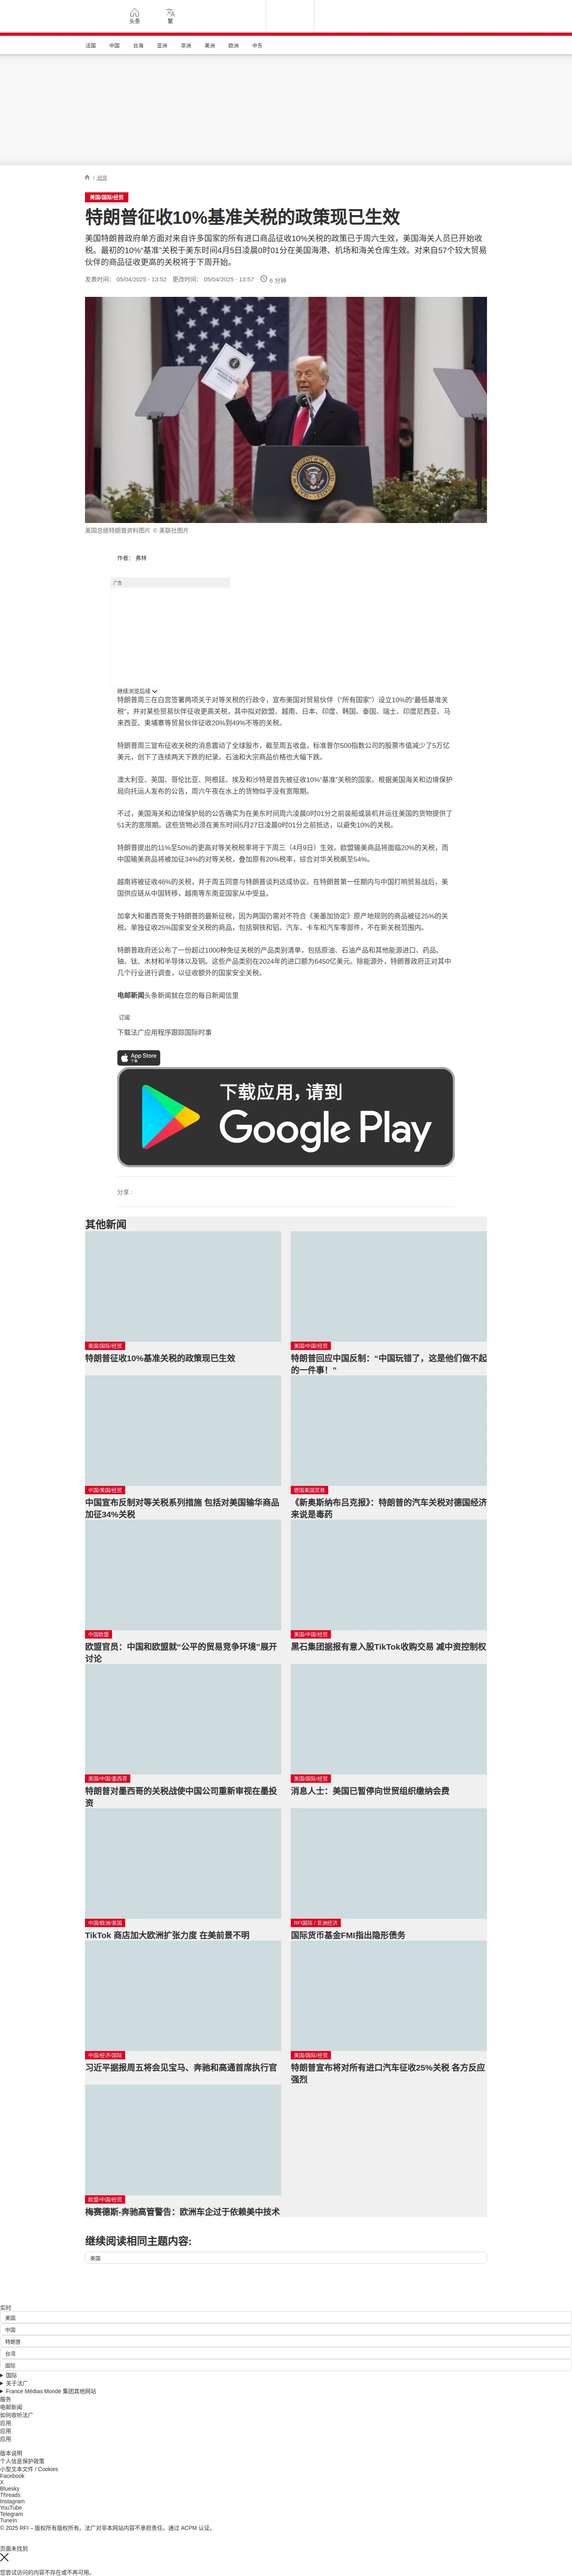 头条
繁
法国 中国 台海 亚洲 非洲 美洲 欧洲 中东
/ 经贸
美国/国际/经贸
特朗普征收10%基准关税的政策现已生效
美国特朗普政府单方面对来自许多国家的所有进口商品征收10%关税的政策已于周六生效，美国海关人员已开始收
税。最初的10%“基准”关税于美东时间4月5日凌晨0时01分在美国海港、机场和海关仓库生效。对来自57个较大贸易
伙伴的商品征收更高的关税将于下周开始。
发表时间： 05/04/2025 - 13:52 更改时间： 05/04/2025 - 13:57 6 分钟
美国总统特朗普资料图片 © 美联社图片
作者： 弗林
广告
继续浏览后续
特朗普周三在白宫签署两项关于对等关税的行政令，宣布美国对贸易伙伴（“所有国家”）设立10%的“最低基准关
税”，并对某些贸易伙伴征收更高关税，其中拟对欧盟、越南、日本、印度、韩国、泰国、瑞士、印度尼西亚、马
来西亚、柬埔寨等贸易伙伴征收20%到49%不等的关税。
特朗普周三宣布征收关税的消息震动了全球股市，截至周五收盘，标准普尔500指数公司的股票市值减少了5万亿
美元，创下了连续两天下跌的纪录。石油和大宗商品价格也大幅下跌。
澳大利亚、英国、哥伦比亚、阿根廷、埃及和沙特是首先被征收10%“基准”关税的国家。根据美国海关和边境保护
局向托运人发布的公告，周六午夜在水上的货物似乎没有宽限期。
不过，美国海关和边境保护局的公告确实为在美东时间周六凌晨0时01分之前装船或装机并运往美国的货物提供了
51天的宽限期。这些货物必须在美东时间5月27日凌晨0时01分之前抵达，以避免10%的关税。
特朗普提出的11%至50%的更高对等关税税率将于下周三（4月9日）生效。欧盟输美商品将面临20%的关税，而
中国输美商品将被加征34%的对等关税，叠加原有20%税率，综合对华关税飙至54%。
越南将被征收46%的关税，并于周五同意与特朗普谈判达成协议。在特朗普第一任期内与中国打响贸易战后，美
国供应链从中国转移，越南等东南亚国家从中受益。
加拿大和墨西哥免于特朗普的最新征税，因为两国仍需对不符合《美墨加协定》原产地规则的商品被征25%的关
税。单独征收25%国家安全关税的商品，包括钢铁和铝、汽车、卡车和汽车零部件，不在新关税范围内。
特朗普政府还公布了一份超过1000种免征关税的产品类别清单，包括原油、石油产品和其他能源进口、药品、
铀、钛、木材和半导体以及铜。这些产品类别在2024年的进口额为6450亿美元。除能源外，特朗普政府正对其中
几个行业进行调查，以征收额外的国家安全关税。
电邮新闻头条新闻就在您的每日新闻信里
订阅
下载法广应用程序跟踪国际时事
App Store
下载
下载应用，请到
Google Play
分享 :
其他新闻
美国/国际/经贸
特朗普征收10%基准关税的政策现已生效
美国/中国/经贸
特朗普回应中国反制：“中国玩错了，这是他们做不起
的一件事！”
中国/美国/经贸
中国宣布反制对等关税系列措施 包括对美国输华商品
加征34%关税
德国美国贸易
《新奥斯纳布吕克报》：特朗普的汽车关税对德国经济
来说是毒药
中国欧盟
欧盟官员：中国和欧盟就“公平的贸易竞争环境”展开
讨论
美国/中国/经贸
黑石集团据报有意入股TikTok收购交易 减中资控制权
美国/中国/墨西哥
特朗普对墨西哥的关税战使中国公司重新审视在墨投
资
美国/国际/经贸
消息人士：美国已暂停向世贸组织缴纳会费
中国/欧洲/美国
TikTok 商店加大欧洲扩张力度 在美前景不明
RFI国际 / 非洲经济
国际货币基金FMI指出隐形债务
中国/经济/国际
习近平据报周五将会见宝马、奔驰和高通首席执行官
美国/国际/经贸
特朗普宣布将对所有进口汽车征收25%关税 各方反应
强烈
欧盟/中国/经贸
梅赛德斯-奔驰高管警告：欧洲车企过于依赖美中技术
继续阅读相同主题内容:
美国
实时
美国
中国
特朗普
台湾
国际
国际
关于法广
France Médias Monde 集团其他网站
服务
电邮新闻
如何收听法广
应用
应用
应用
版本说明
个人信息保护政策
小型文本文件 / Cookies
Facebook
X
Bluesky
Threads
Instagram
YouTube
Telegram
TuneIn
© 2025 RFI – 版权所有版权所有。法广对非本网站内容不承担责任。通过 ACPM 认证。
页面未找到
您尝试访问的内容不存在或不再可用。